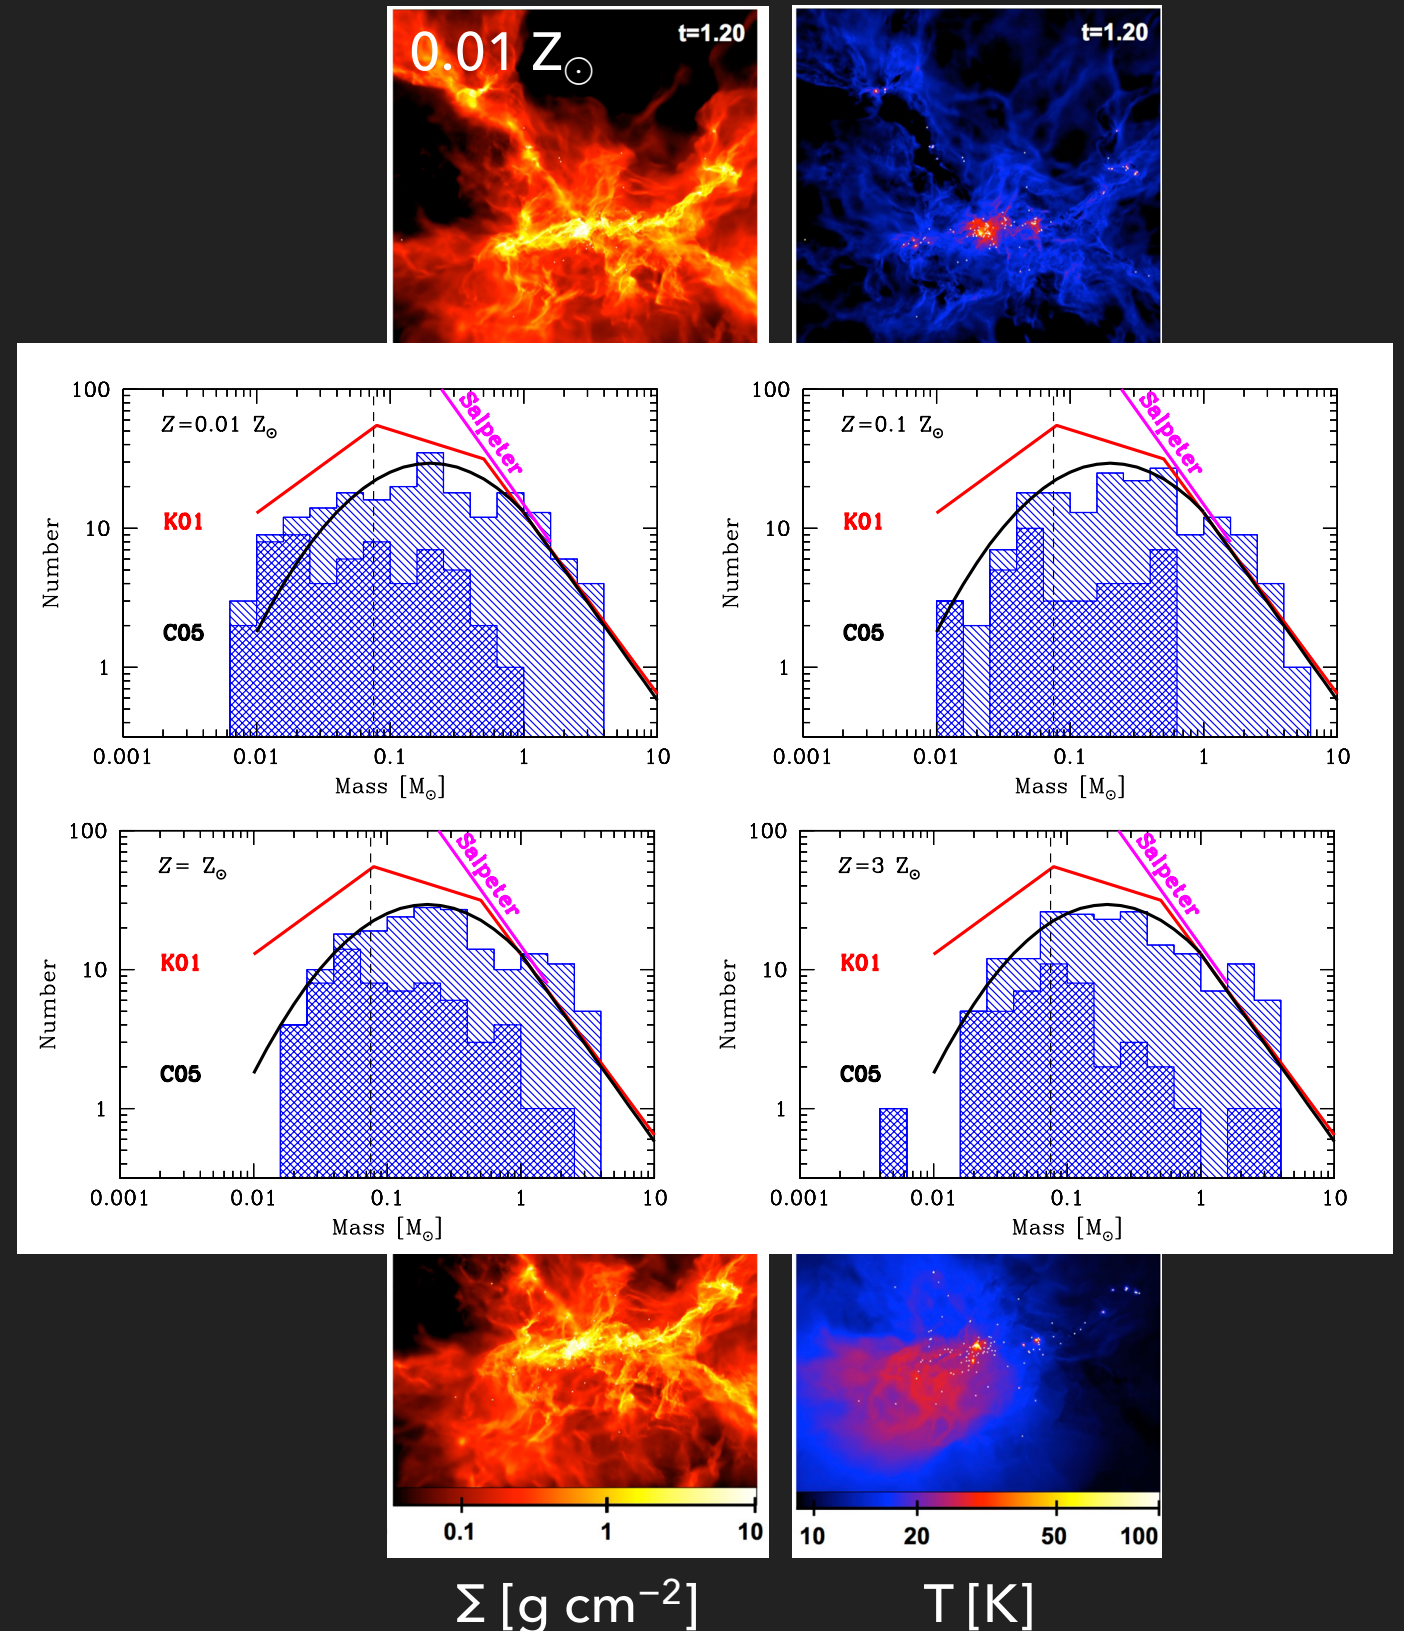 0.01 Z☉
t=1.20
t=1.20
100
10
1
Number
Z=0.01 Z☉
Salpeter
K01
C05
0.001 0.01 0.1 1 10
Mass [M☉]
100
10
1
Number
Z=0.1 Z☉
Salpeter
K01
C05
0.001 0.01 0.1 1 10
Mass [M☉]
100
10
1
Number
Z= Z☉
Salpeter
K01
C05
0.001 0.01 0.1 1 10
Mass [M☉]
100
10
1
Number
Z=3 Z☉
Salpeter
K01
C05
0.001 0.01 0.1 1 10
Mass [M☉]
0.1 1 10
10 20 50 100
Σ [g cm⁻²]
T [K]